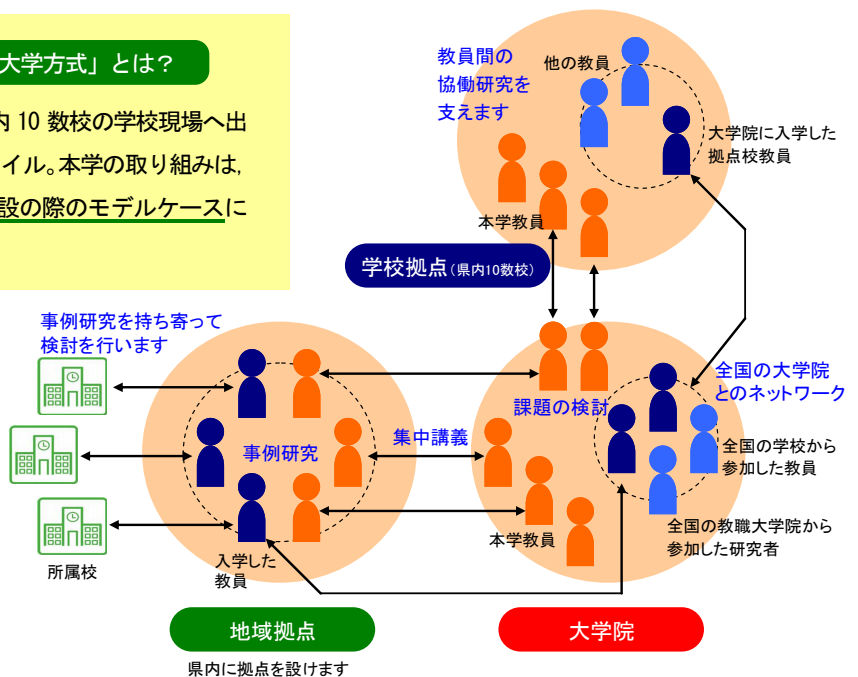 大学方式」とは？
内 10 数校の学校現場へ出
イル。本学の取り組みは,
設の際のモデルケースに
教員間の
協働研究を
支えます
他の教員
大学院に入学した
拠点校教員
本学教員
学校拠点（県内10数校）
事例研究を持ち寄って
検討を行います
全国の大学院
とのネットワーク
課題の検討
集中講義
事例研究
全国の学校から
参加した教員
全国の教職大学院から
参加した研究者
本学教員
入学した
教員
所属校
地域拠点
大学院
県内に拠点を設けます